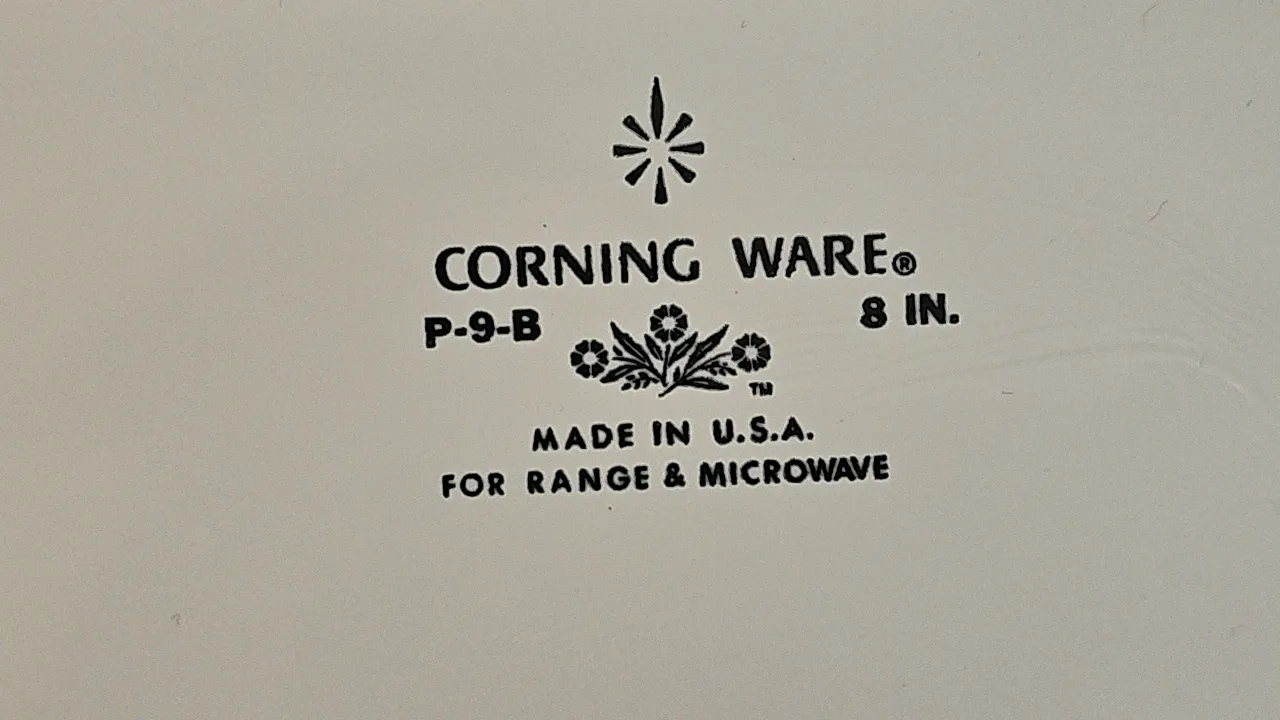 CORNING WARE®
P-9-B 8 IN.
TM
MADE IN U.S.A.
FOR RANGE & MICROWAVE